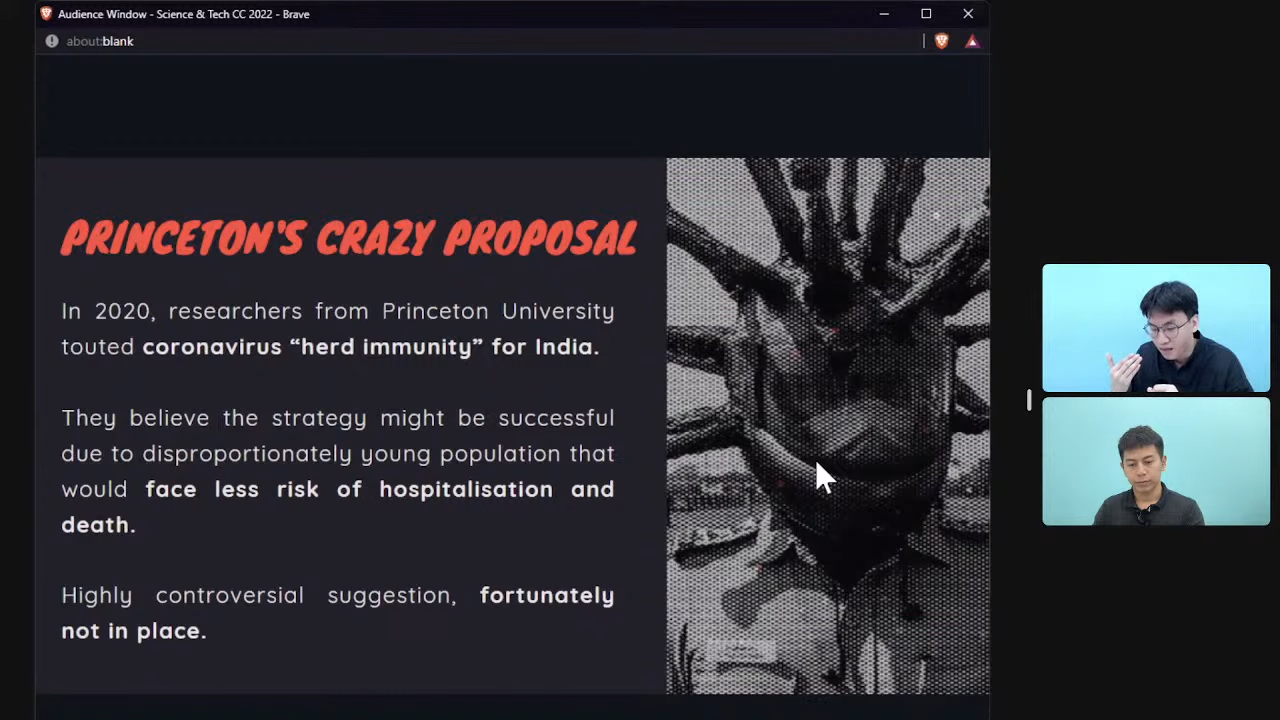 Audience Window - Science & Tech CC 2022 - Brave
about:blank
PRINCETON'S CRAZY PROPOSAL
In 2020, researchers from Princeton University
touted coronavirus “herd immunity” for India.
They believe the strategy might be successful
due to disproportionately young population that
would face less risk of hospitalisation and
death.
Highly controversial suggestion, fortunately
not in place.